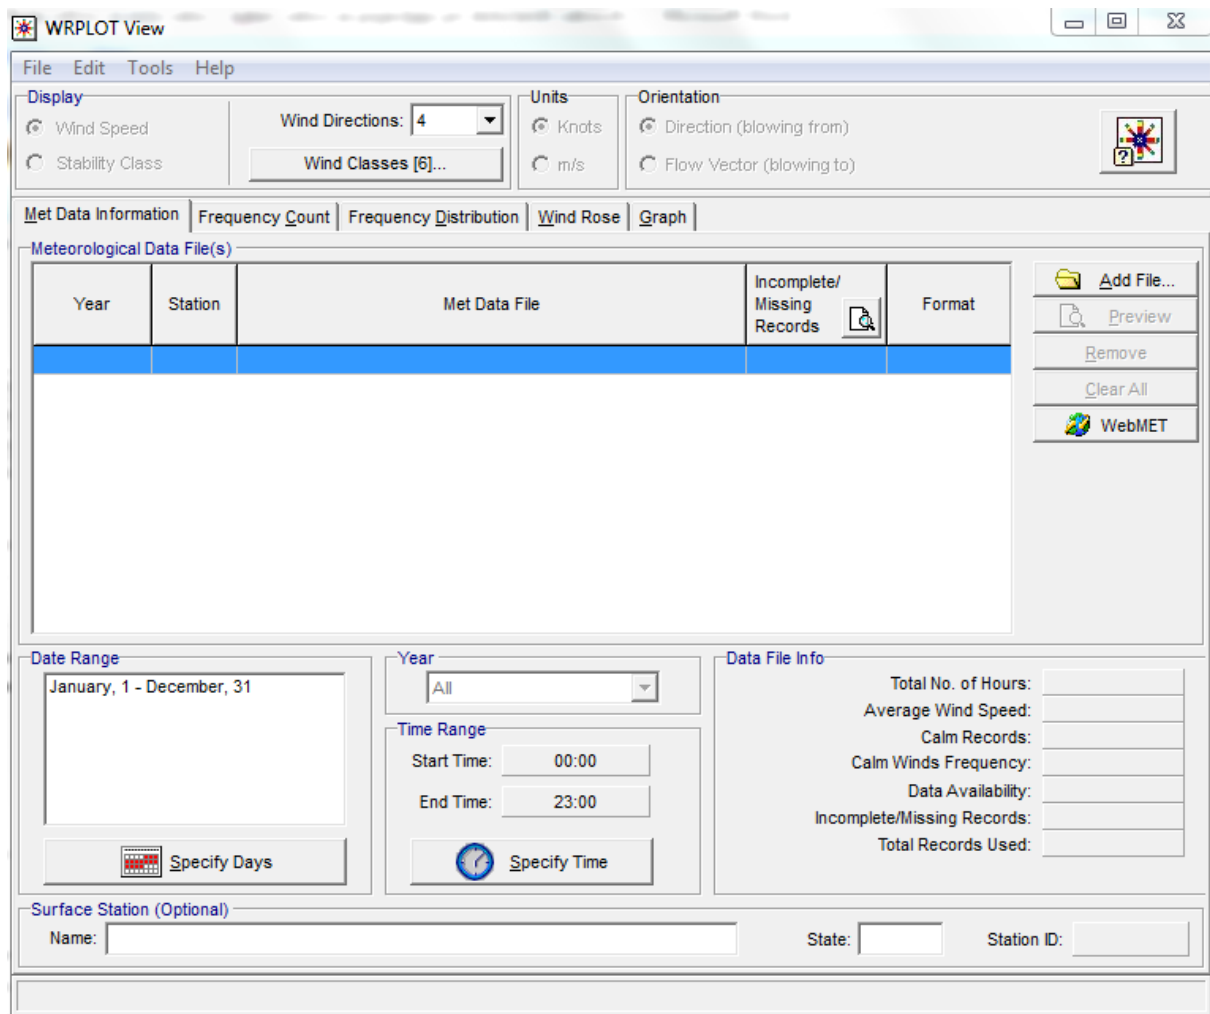 WRPLOT View
File Edit Tools Help
Display
Units
Orientation
Wind Speed
Wind Directions: 4
Knots
Direction (blowing from)
Stability Class
Wind Classes [6]...
m/s
Flow Vector (blowing to)
Met Data Information Frequency Count Frequency Distribution Wind Rose Graph
Meteorological Data File(s)
Year
Station
Met Data File
Incomplete/
Missing
Records
Format
Add File...
Preview
Remove
Clear All
WebMET
Date Range
January, 1 - December, 31
Specify Days
Year
All
Time Range
Start Time: 00:00
End Time: 23:00
Specify Time
Data File Info
Total No. of Hours:
Average Wind Speed:
Calm Records:
Calm Winds Frequency:
Data Availability:
Incomplete/Missing Records:
Total Records Used:
Surface Station (Optional)
Name:
State:
Station ID: